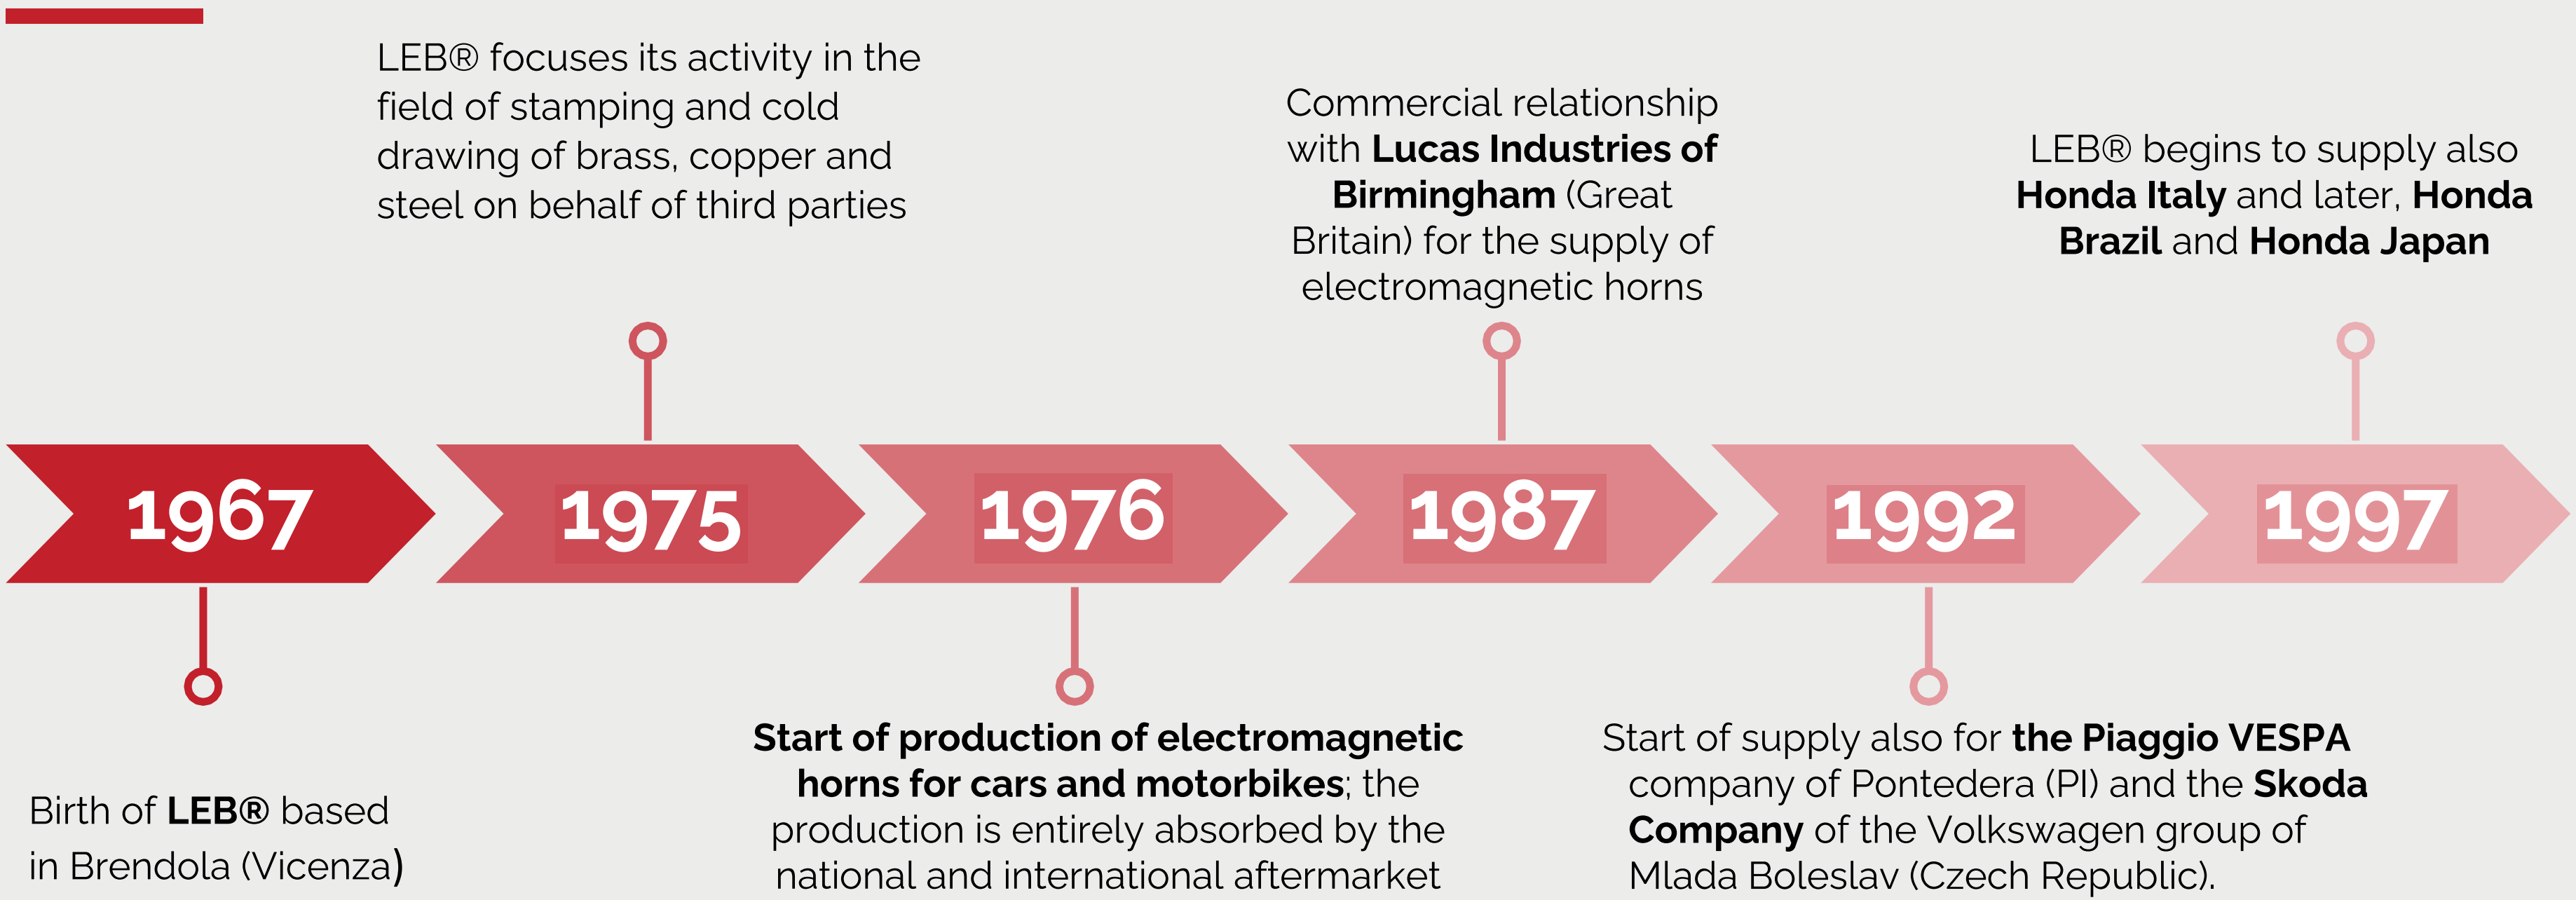 LEB® focuses its activity in the
field of stamping and cold
drawing of brass, copper and
steel on behalf of third parties
Commercial relationship
with Lucas Industries of
Birmingham (Great
Britain) for the supply of
electromagnetic horns
LEB® begins to supply also
Honda Italy and later, Honda
Brazil and Honda Japan
1967
1975
1976
1987
1992
1997
Birth of LEB® based
in Brendola (Vicenza)
Start of production of electromagnetic
horns for cars and motorbikes; the
production is entirely absorbed by the
national and international aftermarket
Start of supply also for the Piaggio VESPA
company of Pontedera (PI) and the Skoda
Company of the Volkswagen group of
Mlada Boleslav (Czech Republic).